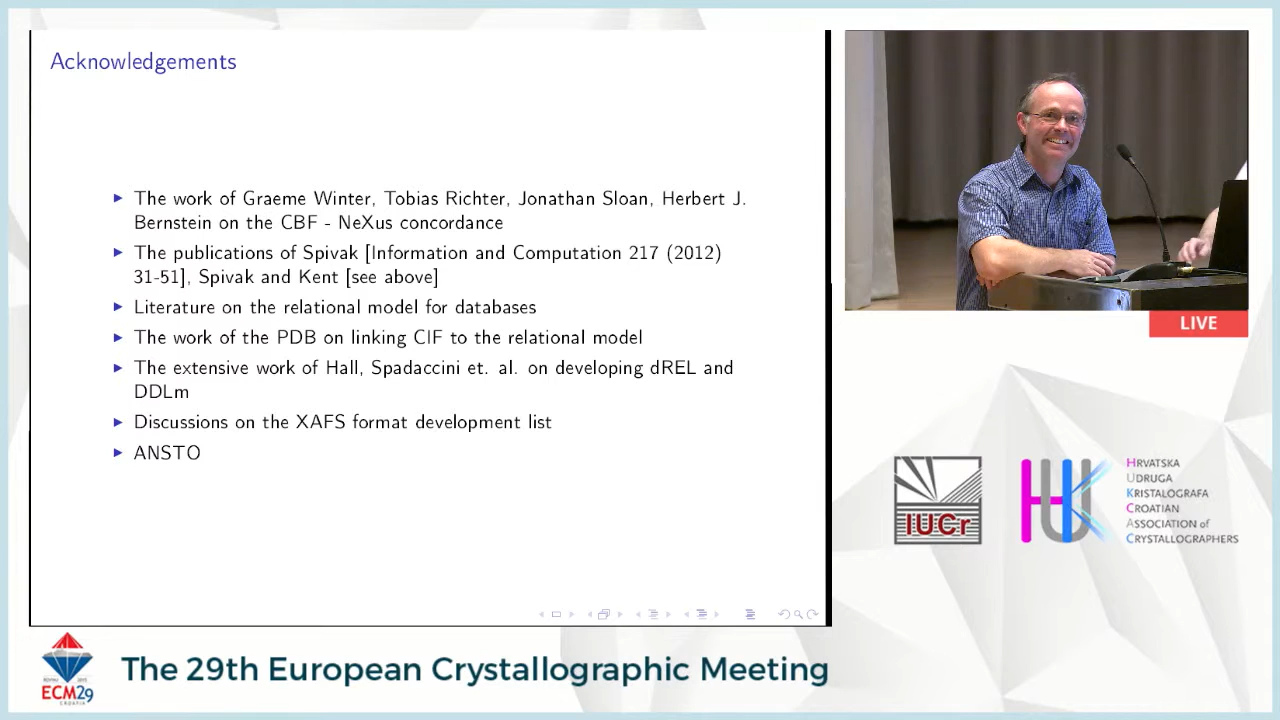 Acknowledgements
▶ The work of Graeme Winter, Tobias Richter, Jonathan Sloan, Herbert J.
Bernstein on the CBF - NeXus concordance
▶ The publications of Spivak [Information and Computation 217 (2012)
31-51], Spivak and Kent [see above]
▶ Literature on the relational model for databases
▶ The work of the PDB on linking CIF to the relational model
▶ The extensive work of Hall, Spadaccini et. al. on developing dREL and
DDLm
▶ Discussions on the XAFS format development list
▶ ANSTO
LIVE
IUCr
HUK
HRVATSKA
UDRUGA
KRISTALOGRAFA
CROATIAN
ASSOCIATION of
CRYSTALLOGRAPHERS
ECM29
CROATIA
The 29th European Crystallographic Meeting